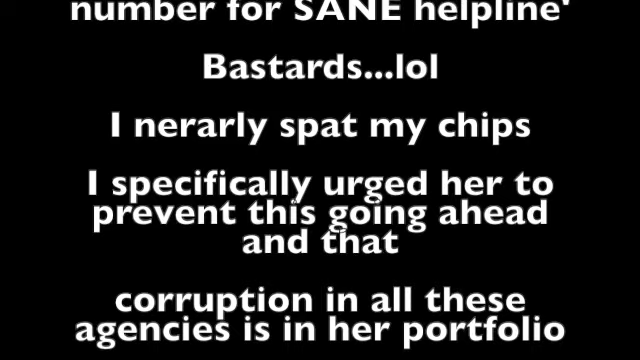 number for SANE helpline'
Bastards...lol
I nerarly spat my chips
I specifically urged her to
prevent this going ahead
and that
corruption in all these
agencies is in her portfolio